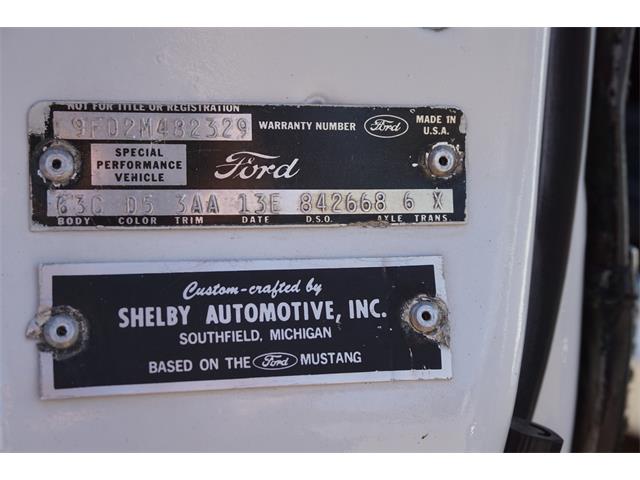 NOT FOR TITLE OR REGISTRATION
9F02M482329 WARRANTY NUMBER Ford MADE IN U.S.A.
SPECIAL PERFORMANCE VEHICLE
Ford
63C D5 3AA 13E 842668 6 X
BODY COLOR TRIM DATE D.S.O. AXLE TRANS
Custom-crafted by
SHELBY AUTOMOTIVE, INC.
SOUTHFIELD, MICHIGAN
BASED ON THE Ford MUSTANG